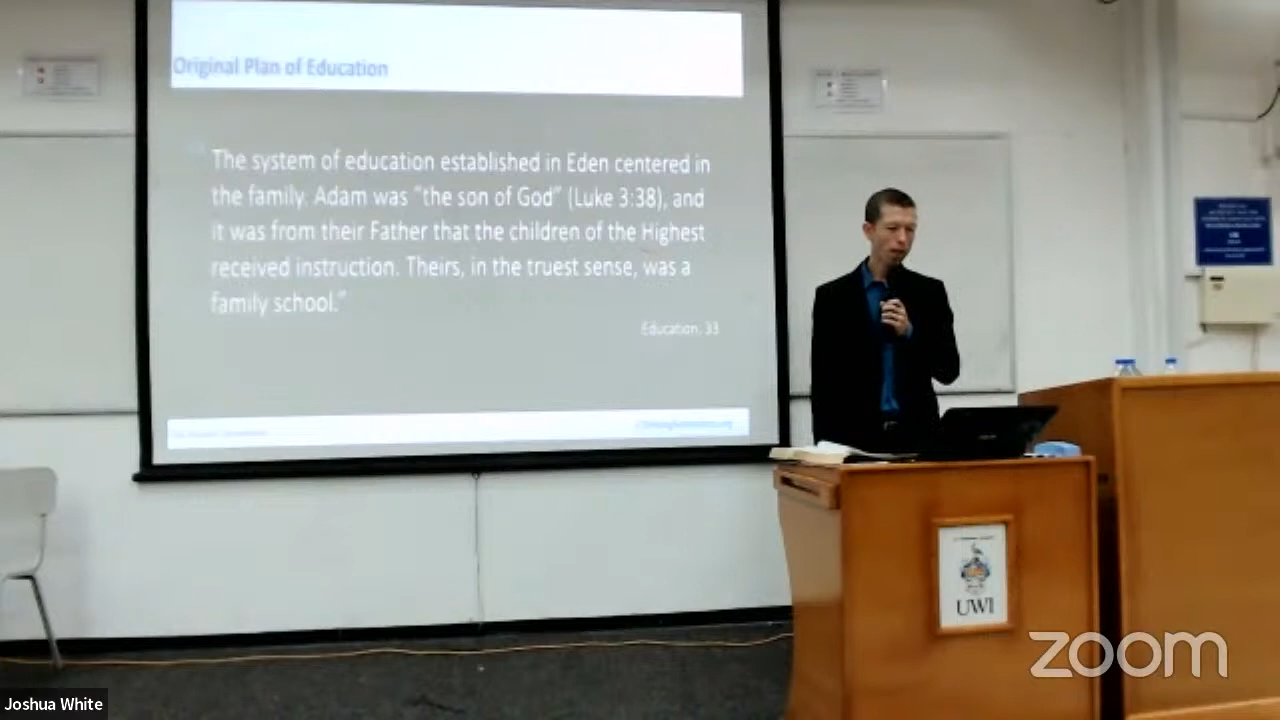 Original Plan of Education
The system of education established in Eden centered in
the family. Adam was “the son of God” (Luke 3:38), and
it was from their Father that the children of the Highest
received instruction. Theirs, in the truest sense, was a
family school.”
Education, 33
UWI
zoom
Joshua White